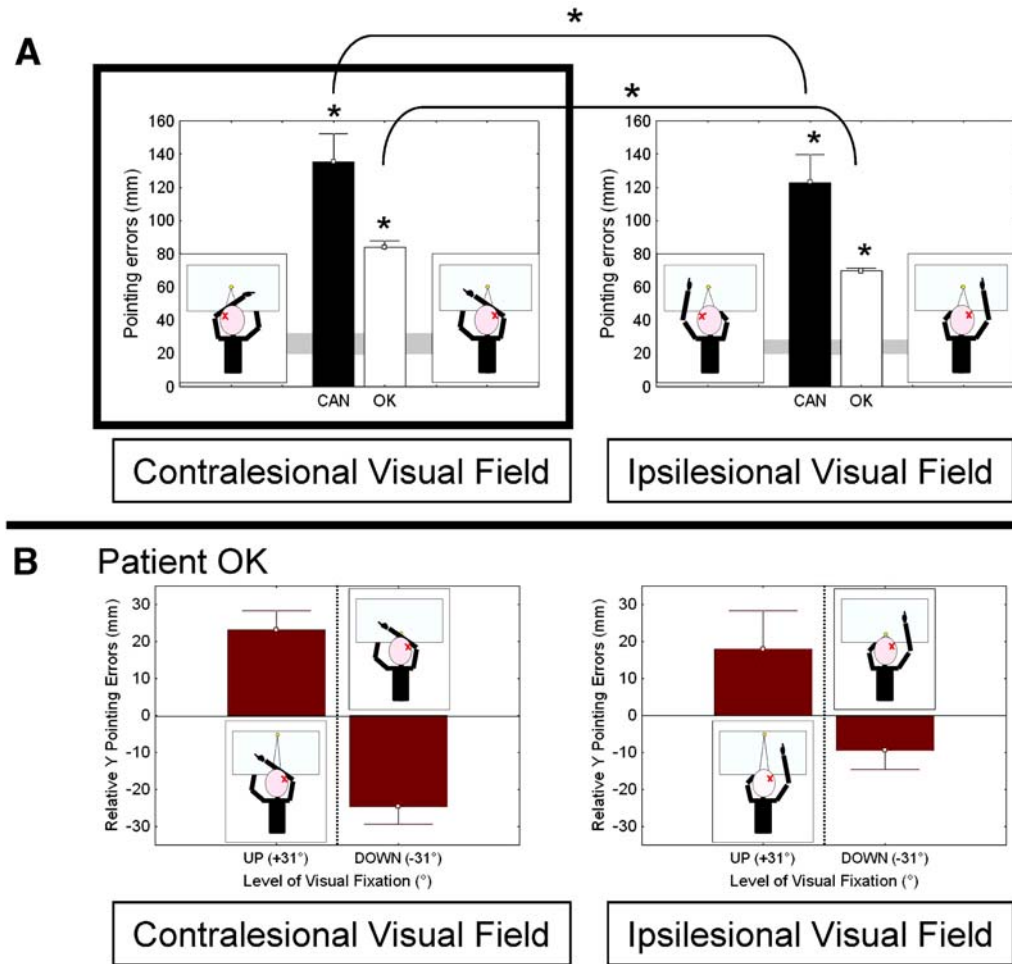 A
*
*
Pointing errors (mm)
160
140
120
100
80
60
40
20
0
*
*
x
x
CAN OK
Contralesional Visual Field
Pointing errors (mm)
160
140
120
100
80
60
40
20
0
*
*
x
x
CAN OK
Ipsilesional Visual Field
B Patient OK
Relative Y Pointing Errors (mm)
30
20
10
0
-10
-20
-30
x
x
UP (+31°) DOWN (-31°)
Level of Visual Fixation (°)
Contralesional Visual Field
Relative Y Pointing Errors (mm)
30
20
10
0
-10
-20
-30
x
x
UP (+31°) DOWN (-31°)
Level of Visual Fixation (°)
Ipsilesional Visual Field